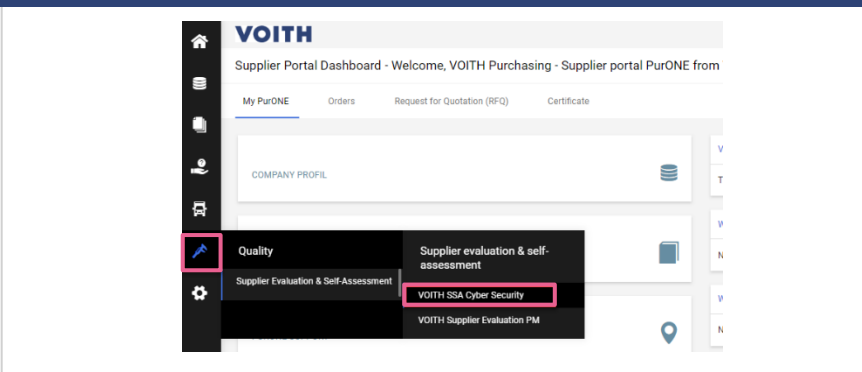 VOITH
Supplier Portal Dashboard - Welcome, VOITH Purchasing - Supplier portal PurONE from
My PurONE Orders Request for Quotation (RFQ) Certificate
COMPANY PROFIL
Quality
Supplier Evaluation & Self-Assessment
Supplier evaluation & self-
assessment
VOITH SSA Cyber Security
VOITH Supplier Evaluation PM